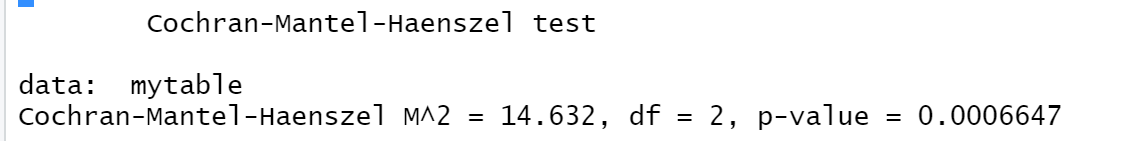 Cochran-Mantel-Haenszel test
data:  mytable
Cochran-Mantel-Haenszel M^2 = 14.632, df = 2, p-value = 0.0006647